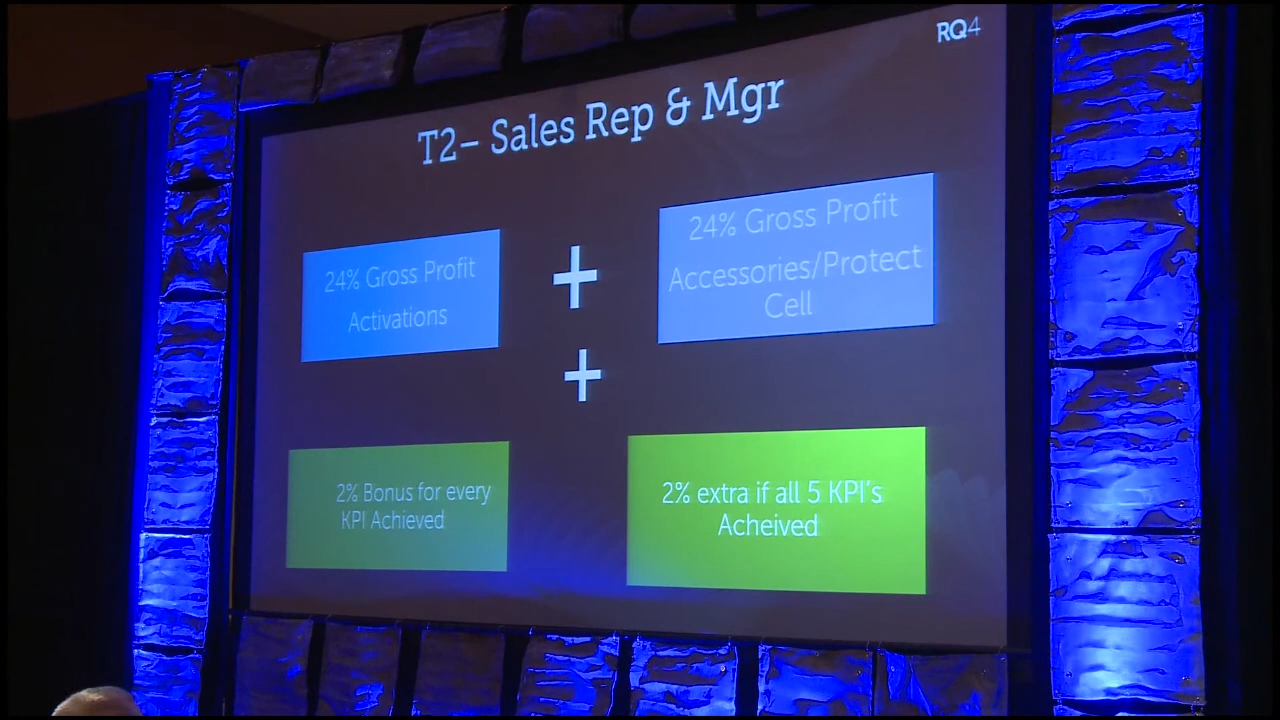 RQ4
T2– Sales Rep & Mgr
24% Gross Profit
Activations
+
24% Gross Profit
Accessories/Protect
Cell
+
2% Bonus for every
KPI Achieved
2% extra if all 5 KPI's
Acheived